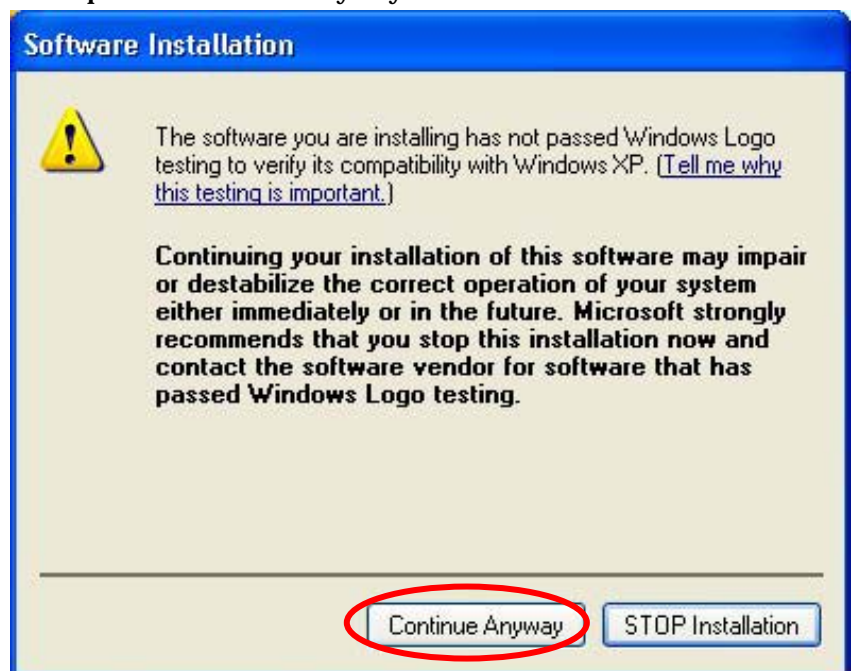 Software Installation
The software you are installing has not passed Windows Logo
testing to verify its compatibility with Windows XP. (Tell me why
this testing is important.)
Continuing your installation of this software may impair
or destabilize the correct operation of your system
either immediately or in the future. Microsoft strongly
recommends that you stop this installation now and
contact the software vendor for software that has
passed Windows Logo testing.
Continue Anyway
STOP Installation